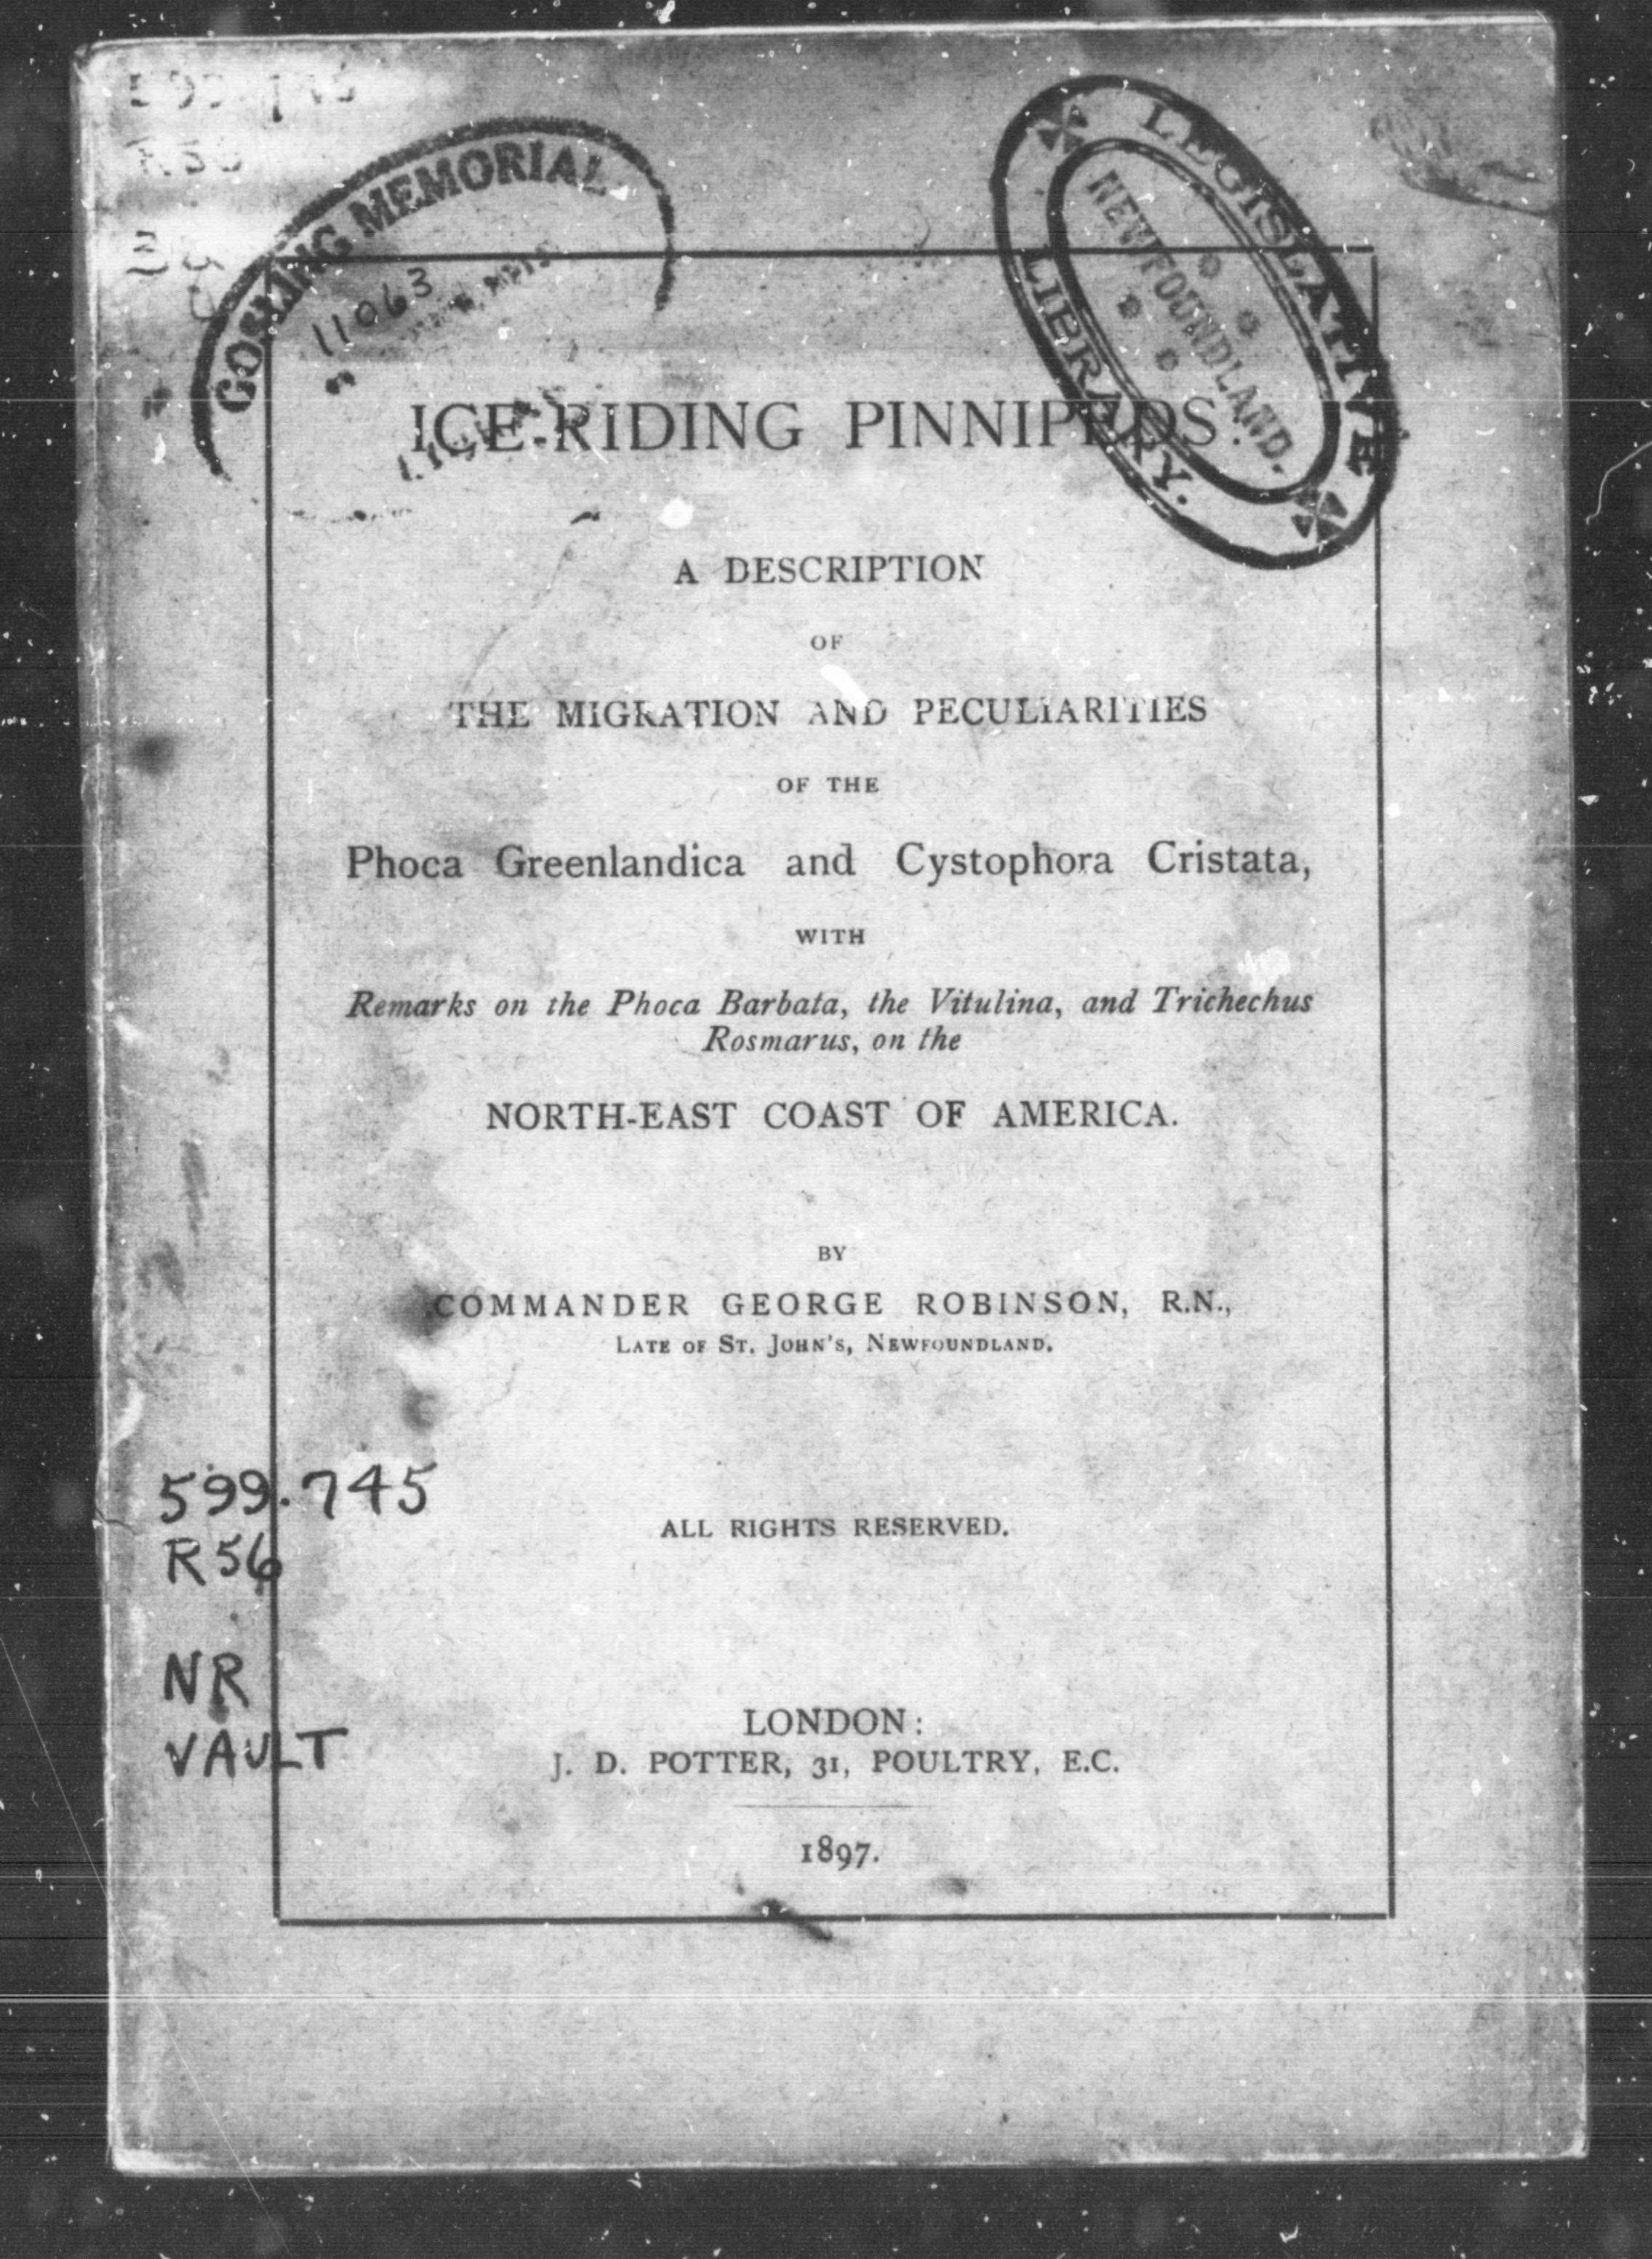 GOSLING MEMORIAL
11063
LIBRARY
LEGISLATIVE
LIBRARY.
NEWFOUNDLAND.
ICE-RIDING PINNIPEDS.
A DESCRIPTION
OF
THE MIGRATION AND PECULIARITIES
OF THE
Phoca Greenlandica and Cystophora Cristata,
WITH
Remarks on the Phoca Barbata, the Vitulina, and Trichechus
Rosmarus, on the
NORTH-EAST COAST OF AMERICA.
BY
COMMANDER GEORGE ROBINSON, R.N.,
LATE OF ST. JOHN'S, NEWFOUNDLAND.
599.745
R56
ALL RIGHTS RESERVED.
NR
VAULT
LONDON:
J. D. POTTER, 31, POULTRY, E.C.
1897.